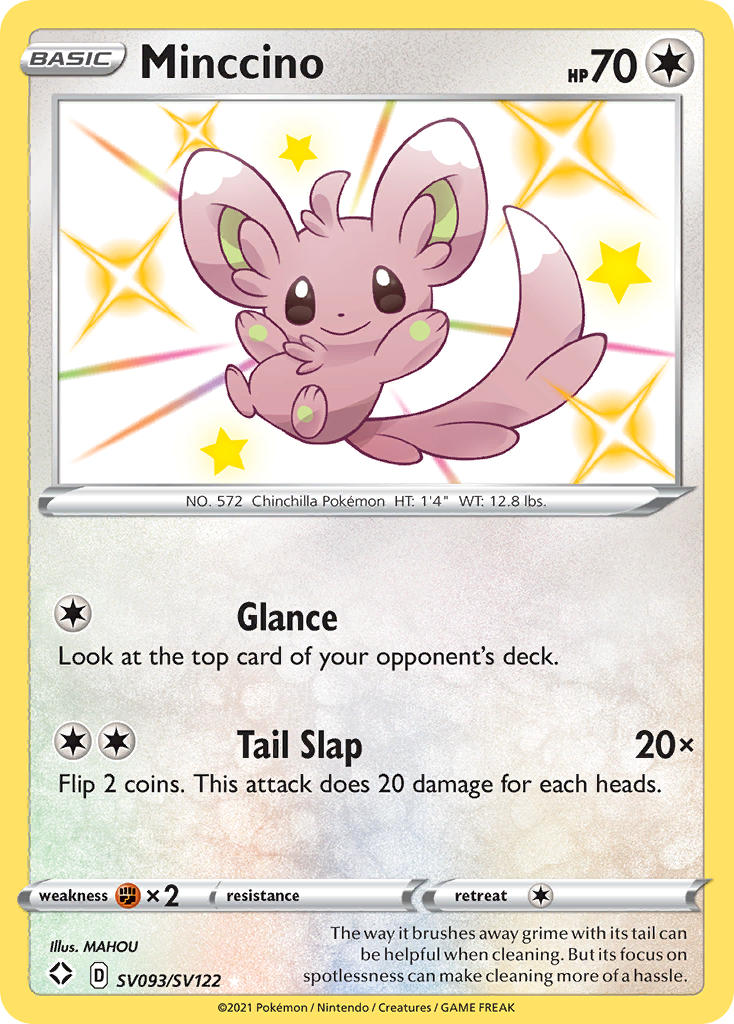 BASIC Minccino HP 70
NO. 572 Chinchilla Pokémon HT: 1'4" WT: 12.8 lbs.
Glance
Look at the top card of your opponent's deck.
Tail Slap 20×
Flip 2 coins. This attack does 20 damage for each heads.
weakness ×2 resistance retreat
Illus. MAHOU
D SV093/SV122
The way it brushes away grime with its tail can
be helpful when cleaning. But its focus on
spotlessness can make cleaning more of a hassle.
©2021 Pokémon / Nintendo / Creatures / GAME FREAK